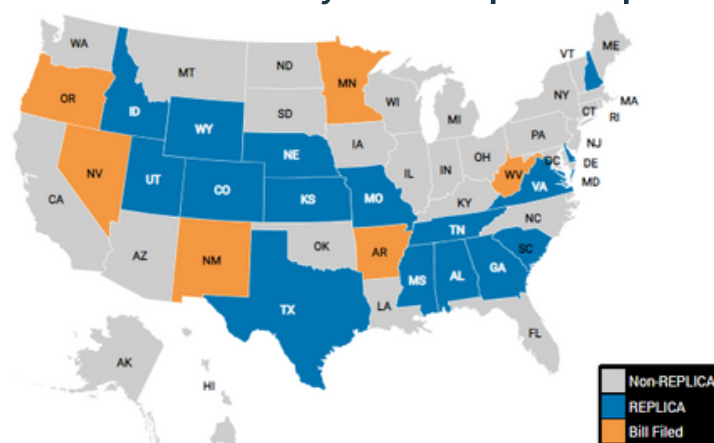 WA
MT
ND
MN
VT
ME
OR
ID
SD
WI
NY
MA
WY
MI
CT
RI
NE
IA
PA
NJ
NV
UT
CO
IL
IN
OH
DC
DE
MD
CA
KS
MO
WV
VA
KY
AZ
NM
OK
AR
TN
NC
SC
TX
MS
AL
GA
LA
FL
AK
HI
Non-REPLICA
REPLICA
Bill Filed